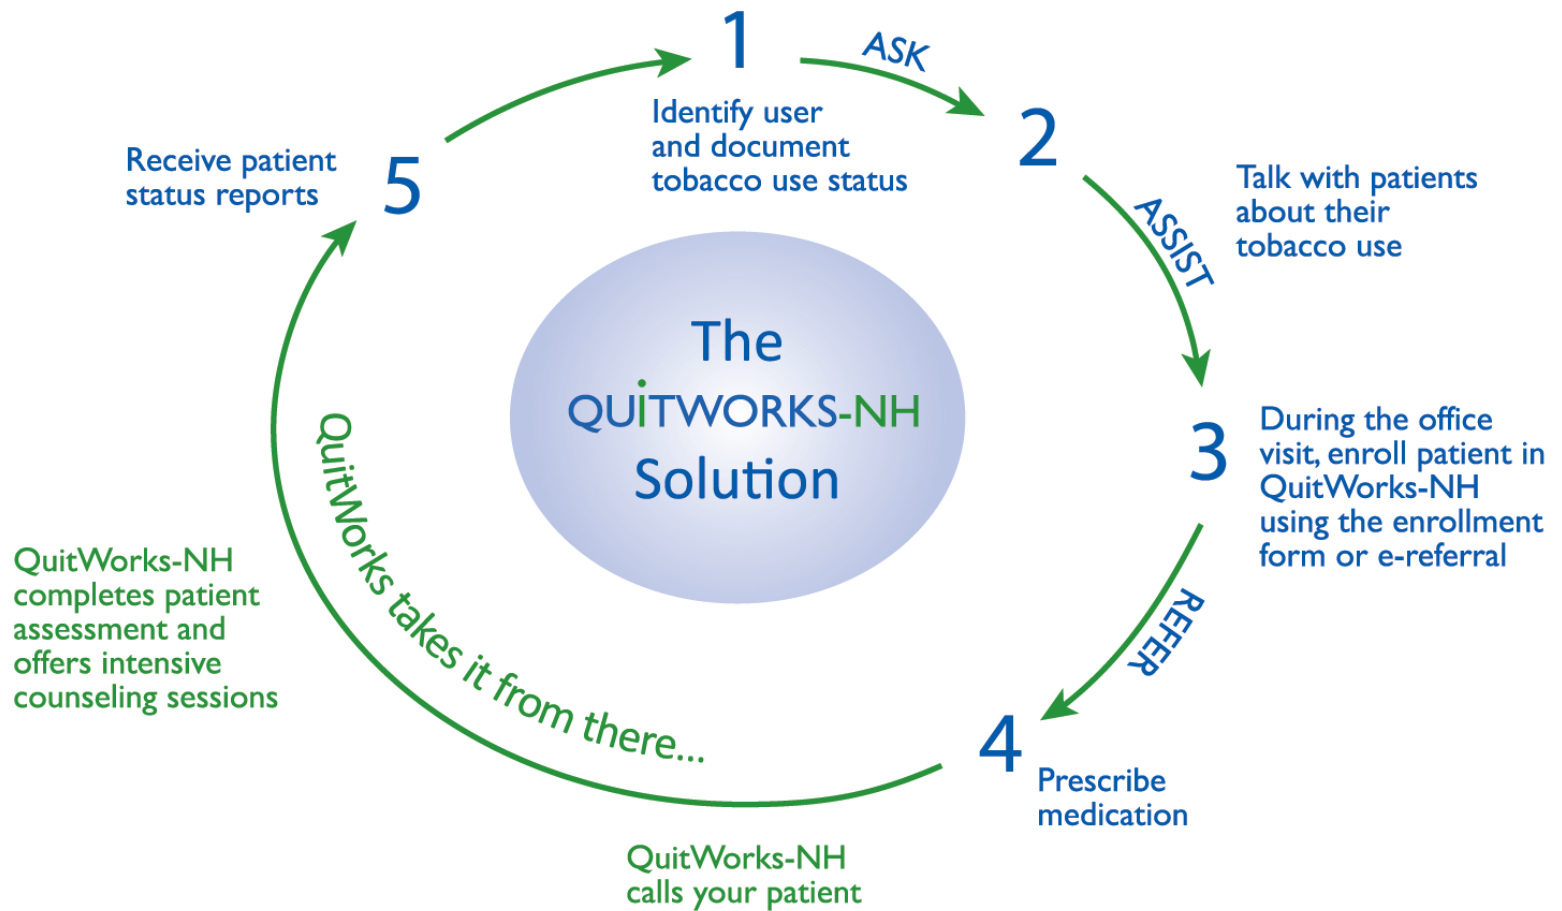 1
Identify user
and document
tobacco use status
ASK
2
Talk with patients
about their
tobacco use
ASSIST
3
During the office
visit, enroll patient in
QuitWorks-NH
using the enrollment
form or e-referral
REFER
4
Prescribe
medication
QuitWorks takes it from there...
QuitWorks-NH
calls your patient
QuitWorks-NH
completes patient
assessment and
offers intensive
counseling sessions
5
Receive patient
status reports
The
QUiTWORKS-NH
Solution